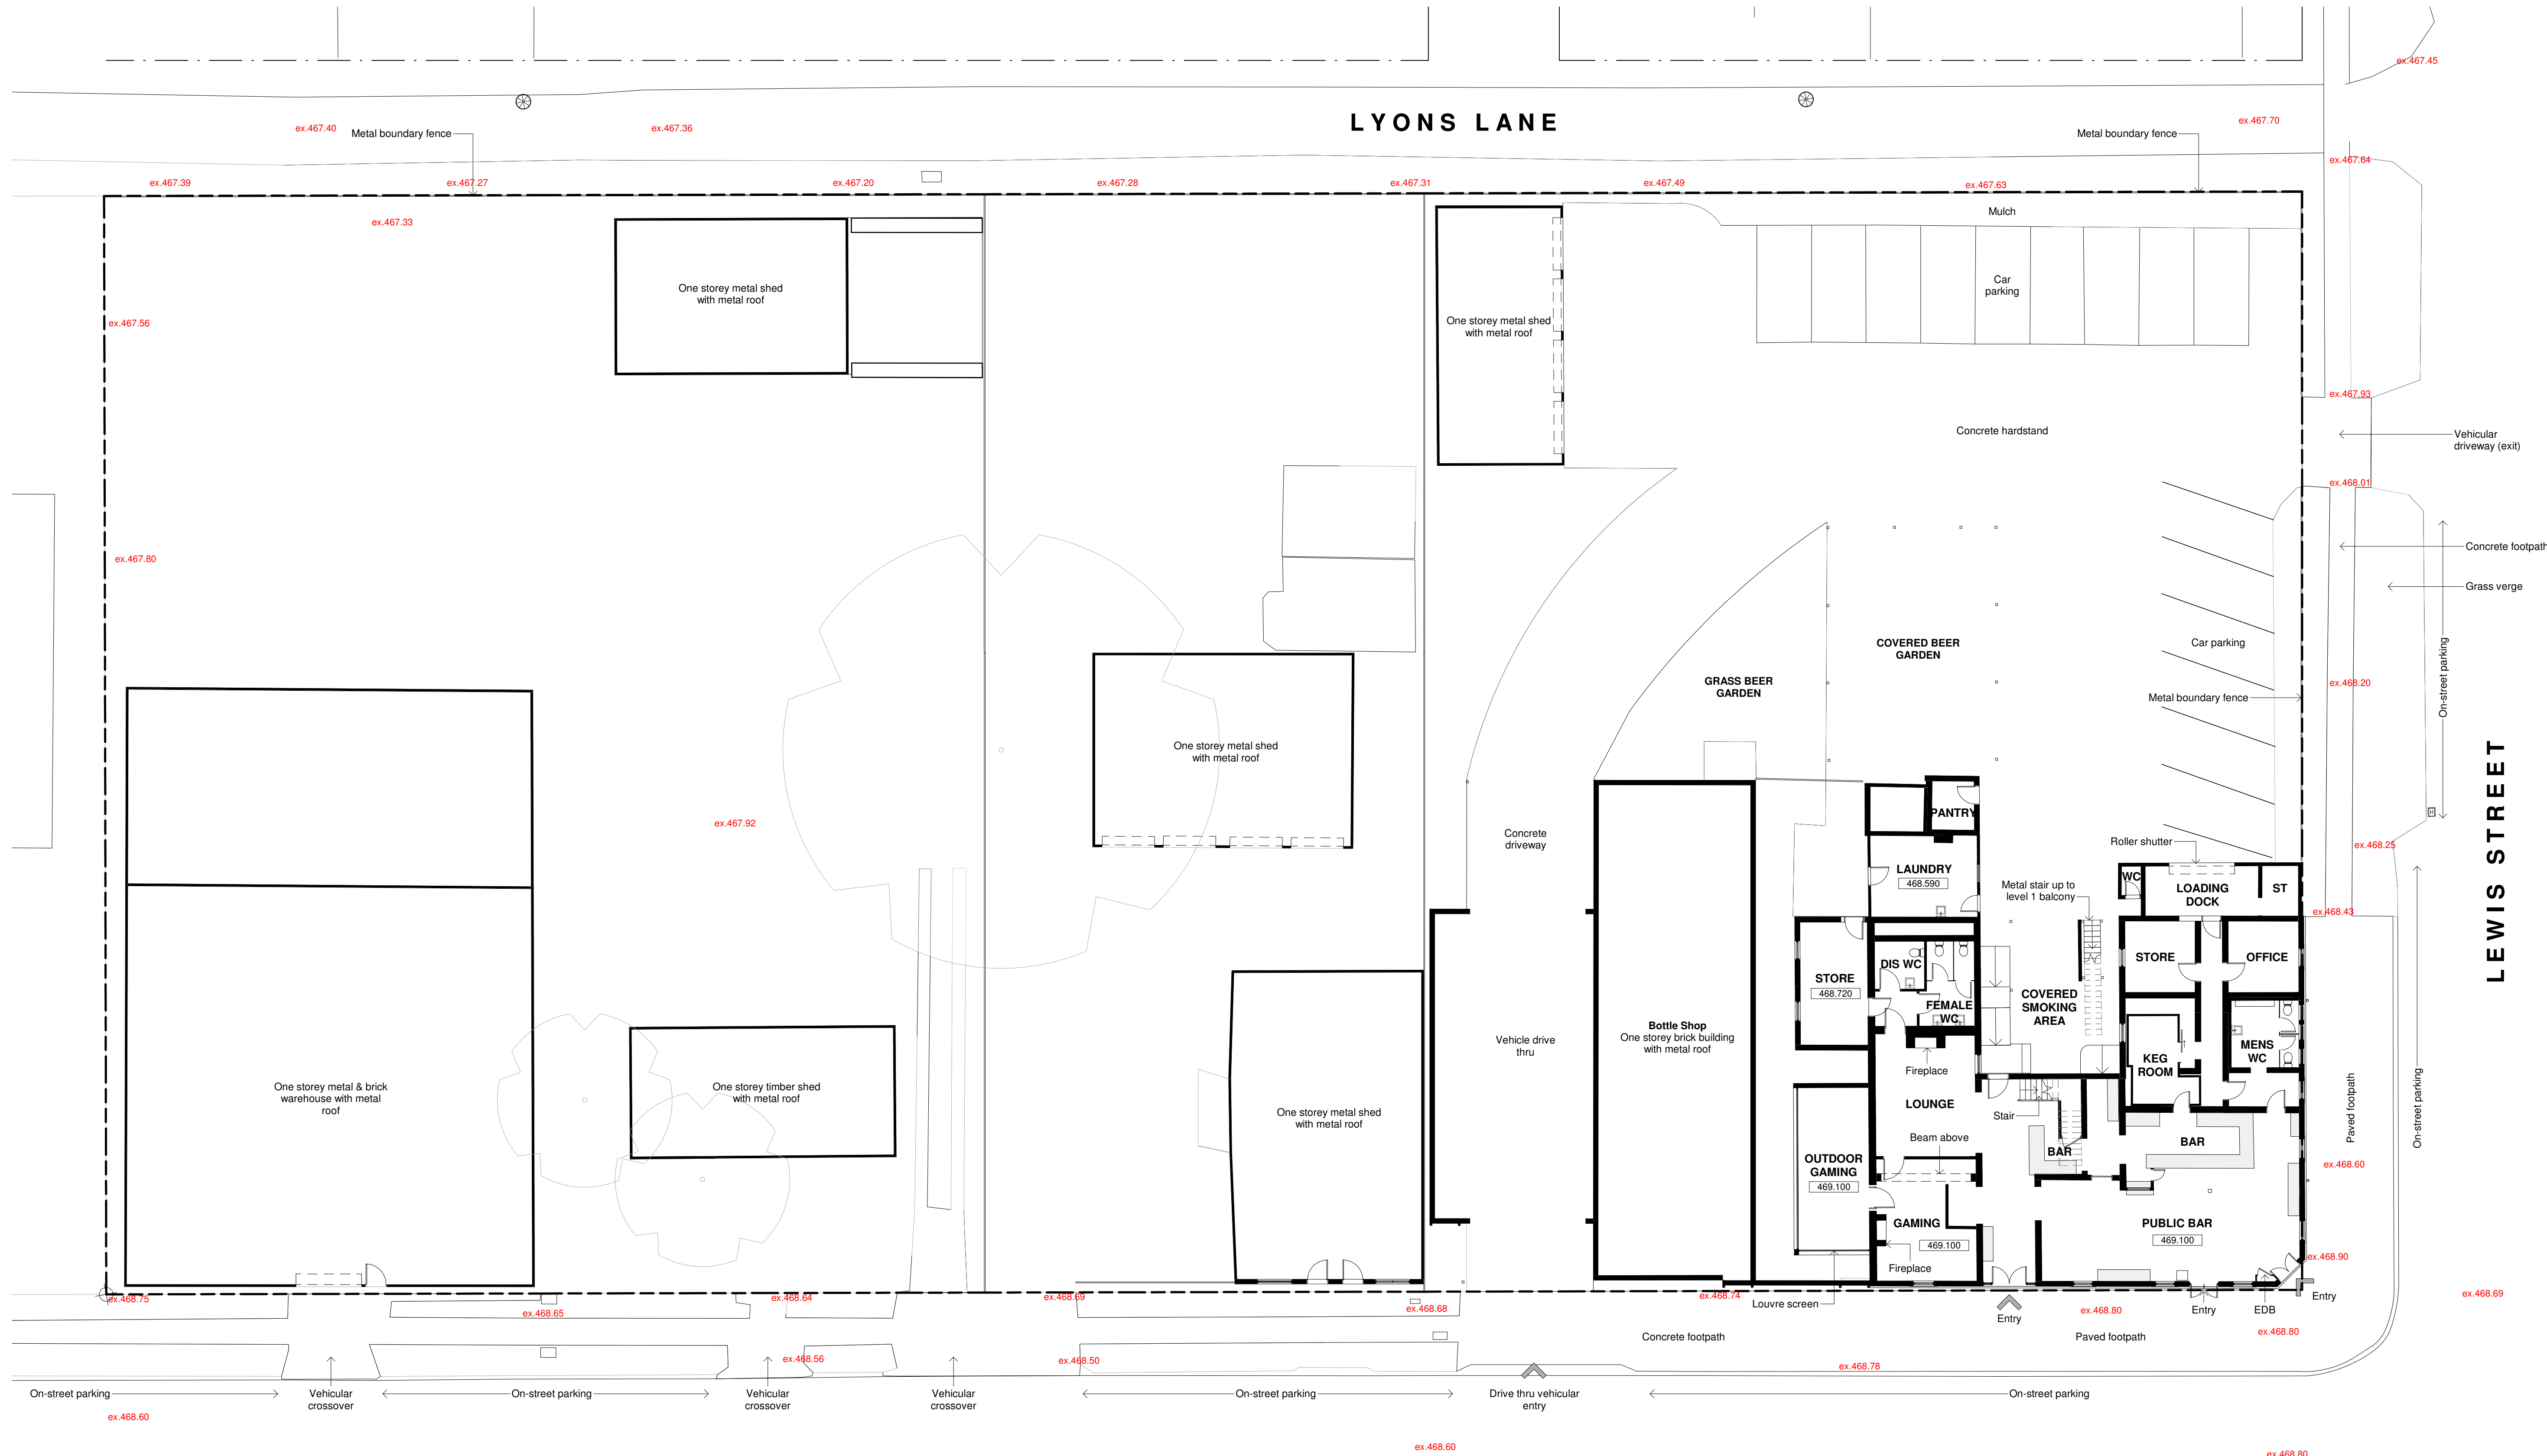 ex.467.45
LYONS LANE
ex.467.40
Metal boundary fence
ex.467.36
Metal boundary fence
ex.467.70
ex.467.64
ex.467.39
ex.467.27
ex.467.20
ex.467.28
ex.467.31
ex.467.49
ex.467.63
ex.467.33
Mulch
One storey metal shed
with metal roof
Car
parking
One storey metal shed
with metal roof
ex.467.56
ex.467.93
Concrete hardstand
Vehicular
driveway (exit)
ex.468.01
Concrete footpath
ex.467.80
Grass verge
COVERED BEER
GARDEN
Car parking
On-street parking
GRASS BEER
GARDEN
ex.468.20
Metal boundary fence
One storey metal shed
with metal roof
LEWIS STREET
ex.467.92
Concrete
driveway
PANTRY
Roller shutter
ex.468.25
LAUNDRY
468.590
Metal stair up to
level 1 balcony
WC
LOADING
DOCK
ST
ex.468.43
STORE
468.720
DIS WC
FEMALE
WC
COVERED
SMOKING
AREA
STORE
OFFICE
Bottle Shop
One storey brick building
with metal roof
Vehicle drive
thru
KEG
ROOM
MENS
WC
Fireplace
One storey metal & brick
warehouse with metal
roof
One storey timber shed
with metal roof
One storey metal shed
with metal roof
LOUNGE
Stair
Paved footpath
On-street parking
Beam above
BAR
BAR
OUTDOOR
GAMING
469.100
ex.468.60
GAMING
469.100
PUBLIC BAR
469.100
Fireplace
ex.468.90
ex.468.75
ex.468.65
ex.468.64
ex.468.69
ex.468.68
ex.468.74
Louvre screen
Entry
ex.468.80
Entry
EDB
Entry
ex.468.69
ex.468.80
Concrete footpath
Paved footpath
ex.468.56
ex.468.50
ex.468.78
On-street parking
Vehicular
crossover
On-street parking
Vehicular
crossover
Vehicular
crossover
On-street parking
Drive thru vehicular
entry
On-street parking
ex.468.60
ex.468.60
ex.468.80